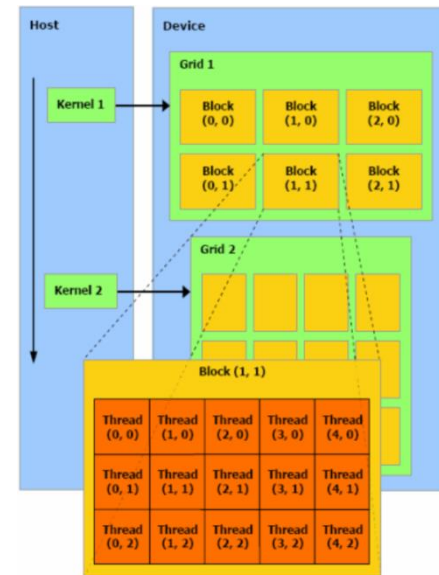 Host
Device
Grid 1
Kernel 1
Block
(0, 0)
Block
(1, 0)
Block
(2, 0)
Block
(0, 1)
Block
(1, 1)
Block
(2, 1)
Grid 2
Kernel 2
Block (1, 1)
Thread
(0, 0)
Thread
(1, 0)
Thread
(2, 0)
Thread
(3, 0)
Thread
(4, 0)
Thread
(0, 1)
Thread
(1, 1)
Thread
(2, 1)
Thread
(3, 1)
Thread
(4, 1)
Thread
(0, 2)
Thread
(1, 2)
Thread
(2, 2)
Thread
(3, 2)
Thread
(4, 2)